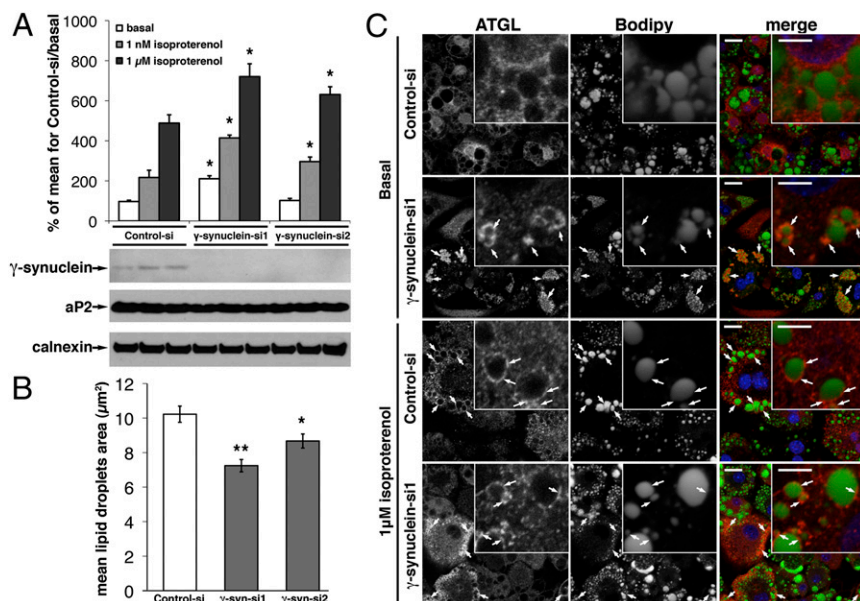 A
basal
1 nM isoproterenol
1 µM isoproterenol
% of mean for Control-si/basal
1000
800
600
400
200
0
*
*
*
*
*
Control-si
γ-synuclein-si1
γ-synuclein-si2
γ-synuclein
aP2
calnexin
B
mean lipid droplets area (µm²)
12
10
8
6
4
2
0
**
*
Control-si
γ-syn-si1
γ-syn-si2
C
ATGL
Bodipy
merge
Basal
Control-si
γ-synuclein-si1
1µM isoproterenol
Control-si
γ-synuclein-si1